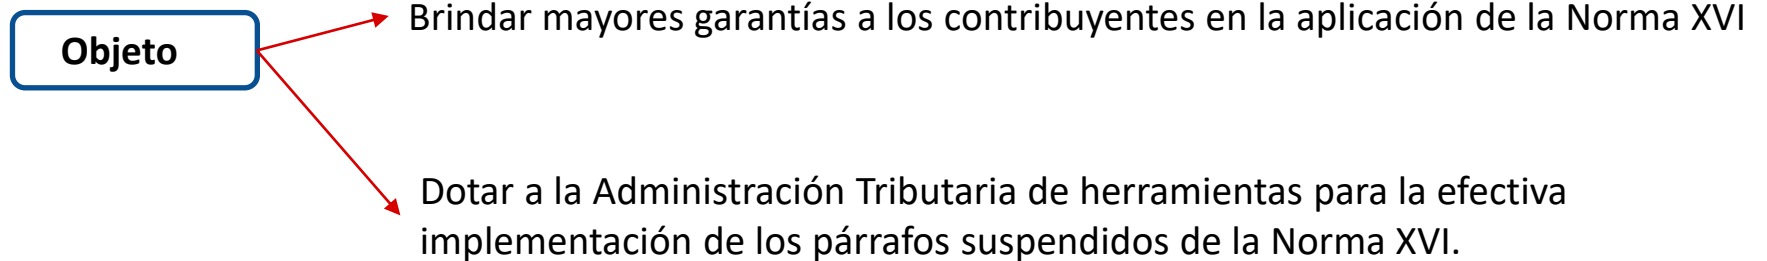 Objeto
Brindar mayores garantías a los contribuyentes en la aplicación de la Norma XVI
Dotar a la Administración Tributaria de herramientas para la efectiva
implementación de los párrafos suspendidos de la Norma XVI.